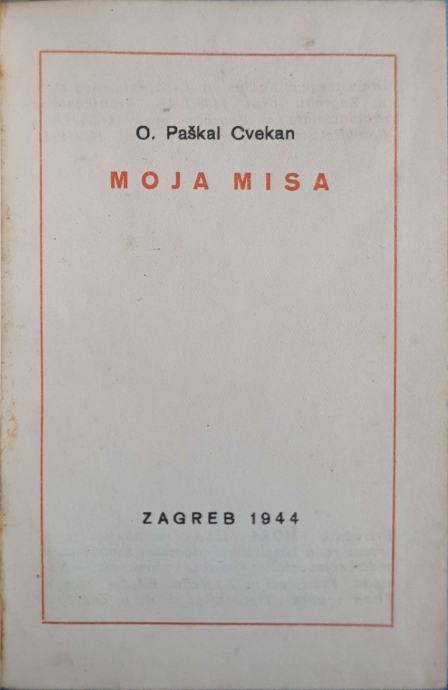 O. Paškal Cvekan
MOJA MISA
ZAGREB 1944